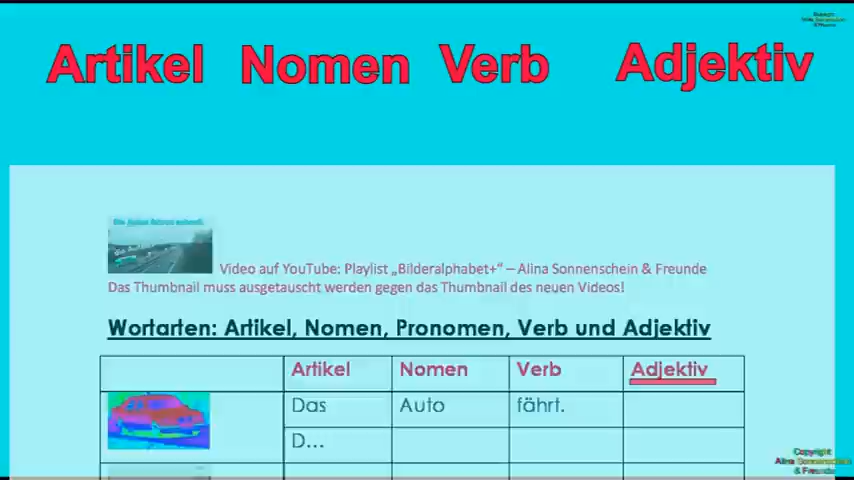 Artikel Nomen Verb Adjektiv
Video auf YouTube: Playlist „Bilderalphabet+“ – Alina Sonnenschein & Freunde
Das Thumbnail muss ausgetauscht werden gegen das Thumbnail des neuen Videos!
Wortarten: Artikel, Nomen, Pronomen, Verb und Adjektiv
Artikel Nomen Verb Adjektiv
Das Auto fährt.
D...
Copyright
Alina Sonnenschein
& Freunde